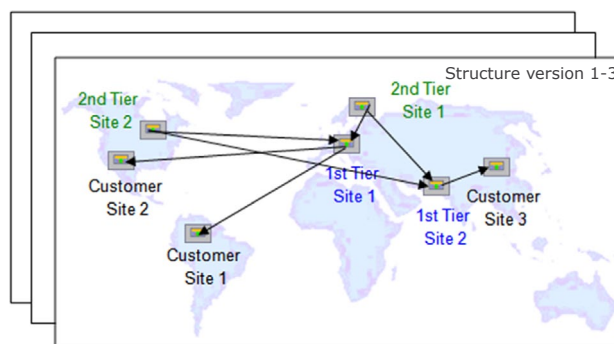 Structure version 1-3
2nd Tier
Site 2
2nd Tier
Site 1
Customer
Site 2
1st Tier
Site 1
1st Tier
Site 2
Customer
Site 3
Customer
Site 1